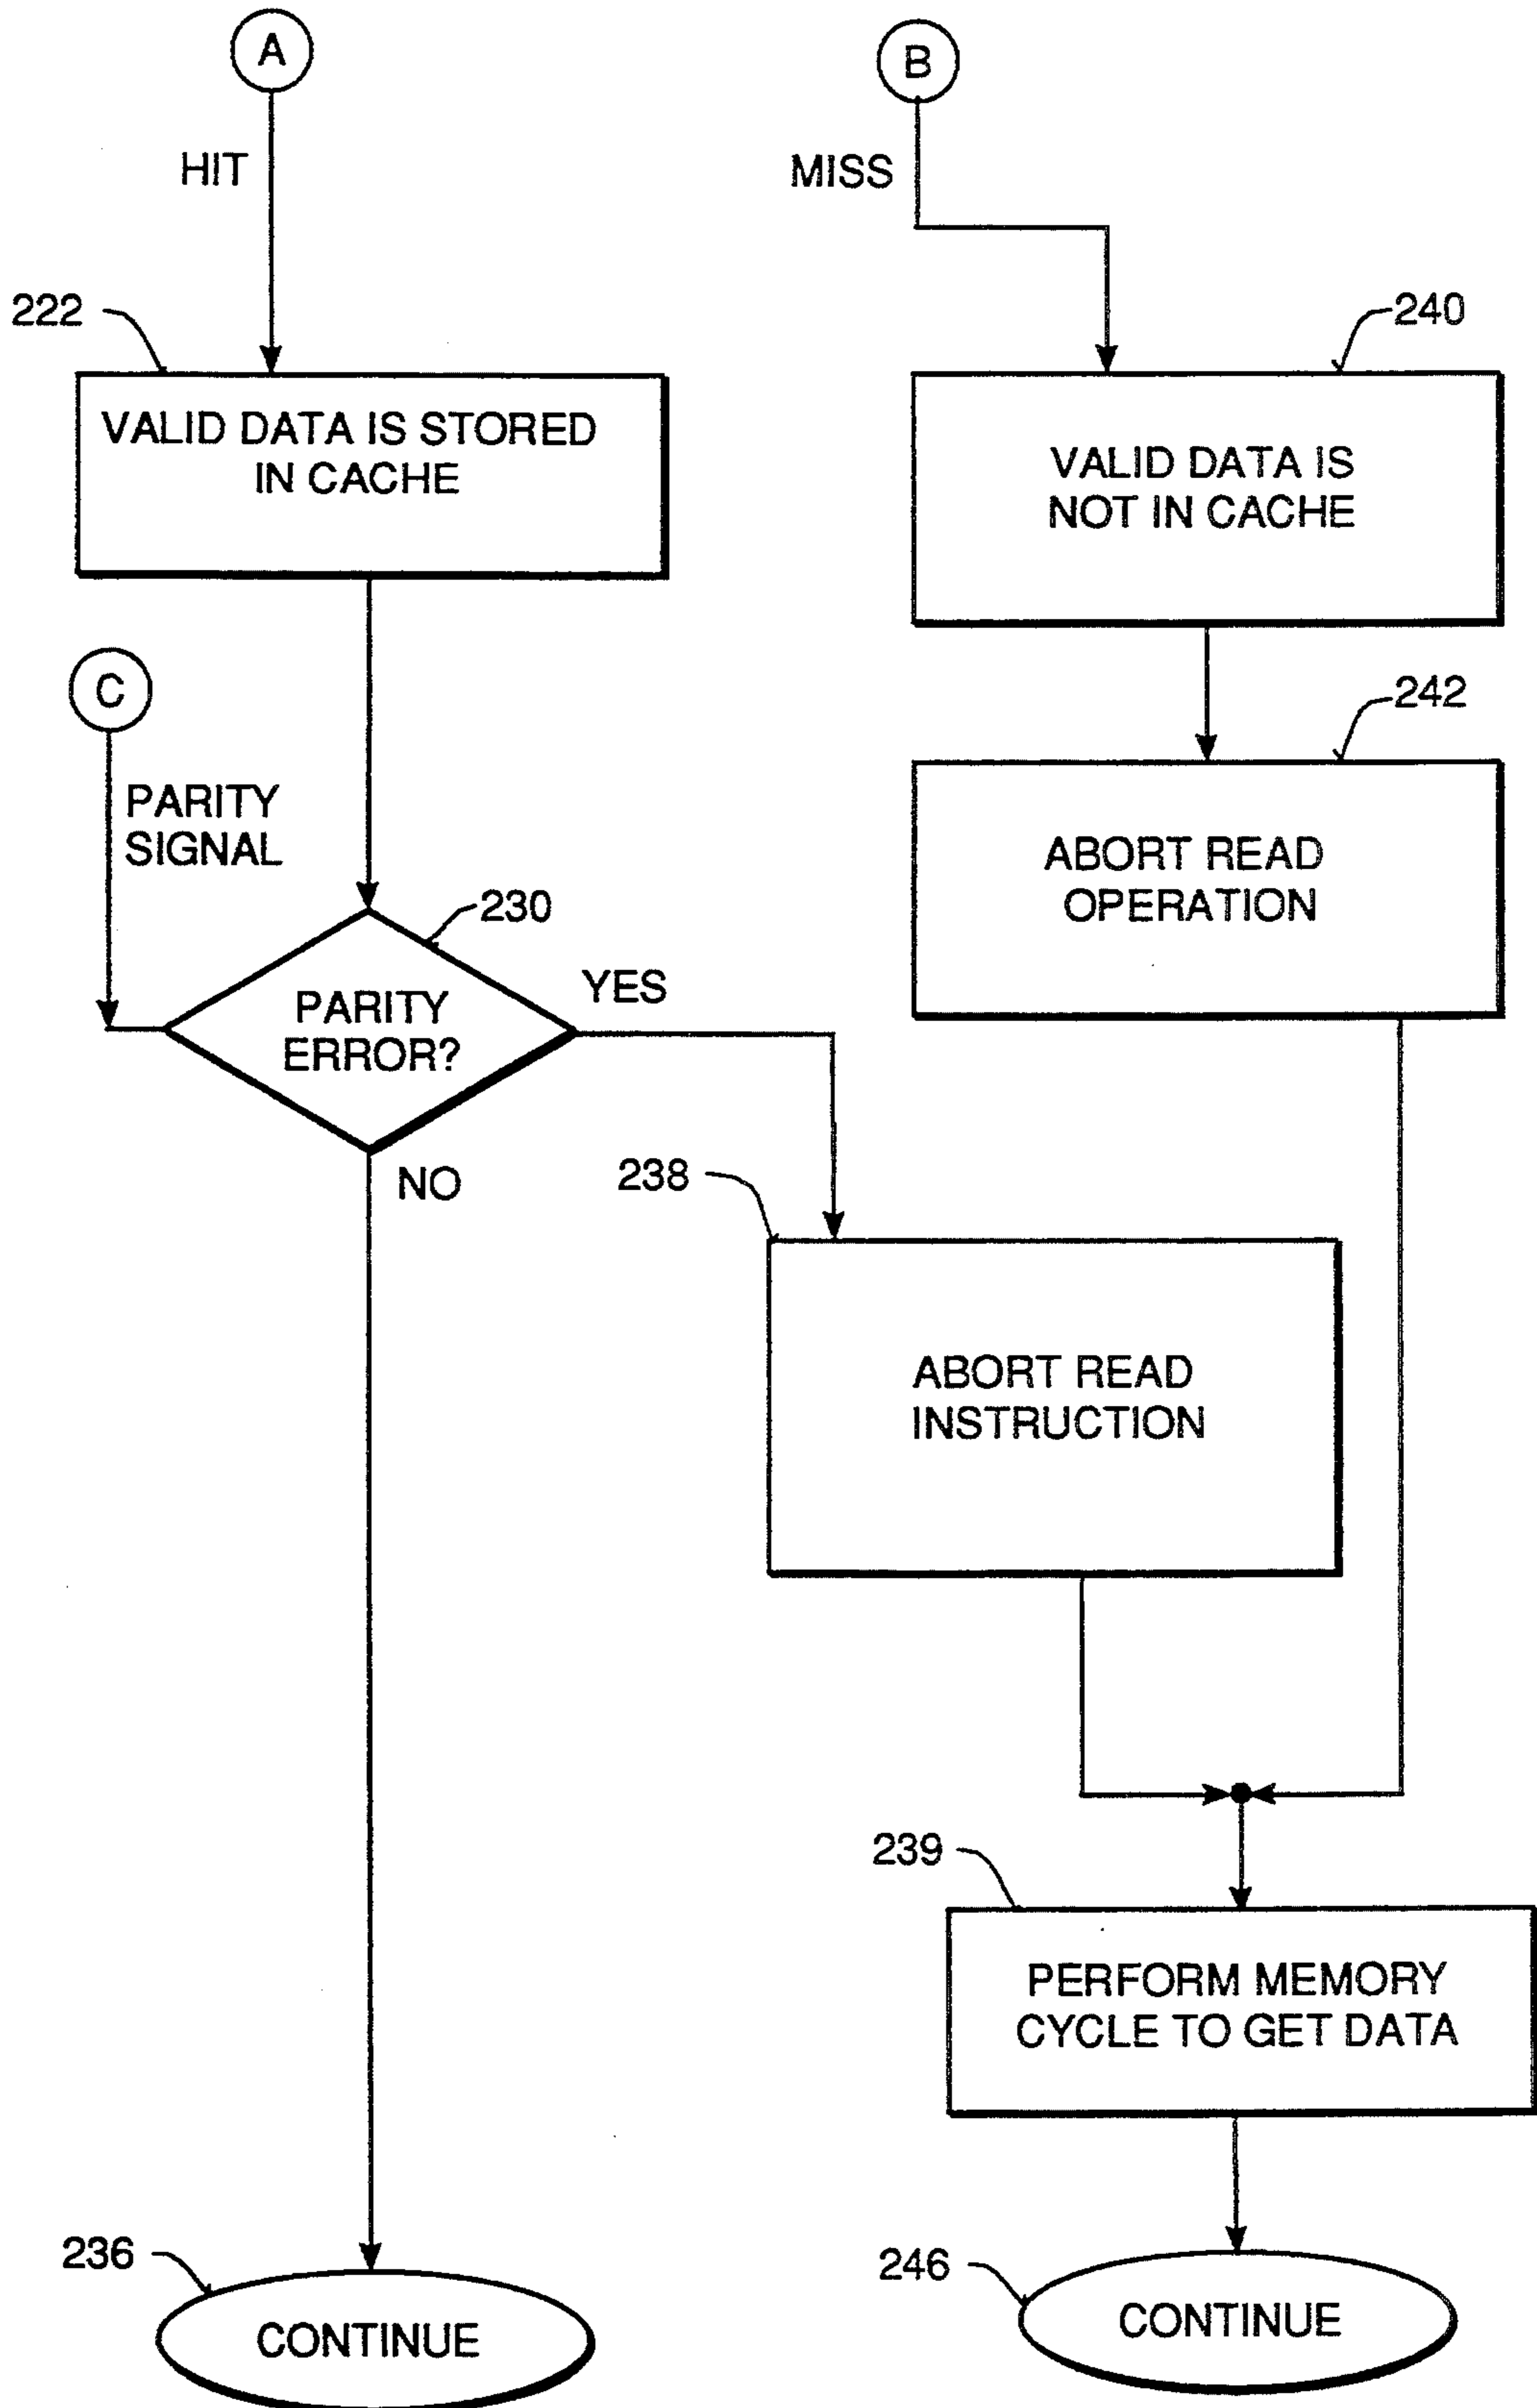 A
B
HIT
MISS
222
240
VALID DATA IS STORED
IN CACHE
VALID DATA IS
NOT IN CACHE
C
242
PARITY
SIGNAL
ABORT READ
OPERATION
230
YES
PARITY
ERROR?
NO
238
ABORT READ
INSTRUCTION
239
PERFORM MEMORY
CYCLE TO GET DATA
236
246
CONTINUE
CONTINUE